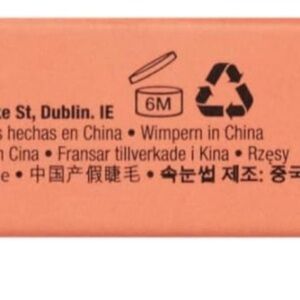 St, Dublin. IE
6M
hechas en China • Wimpern in China
Cina • Fransar tillverkade i Kina • Rzęsy
• 中国产假睫毛 • 속눈썹 제조: 중국